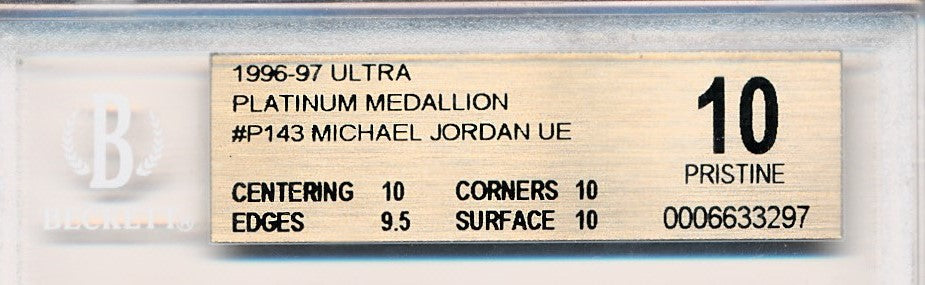 1996-97 ULTRA
PLATINUM MEDALLION
#P143 MICHAEL JORDAN UE
CENTERING 10 CORNERS 10
EDGES 9.5 SURFACE 10
10
PRISTINE
0006633297
B
BECKETT®